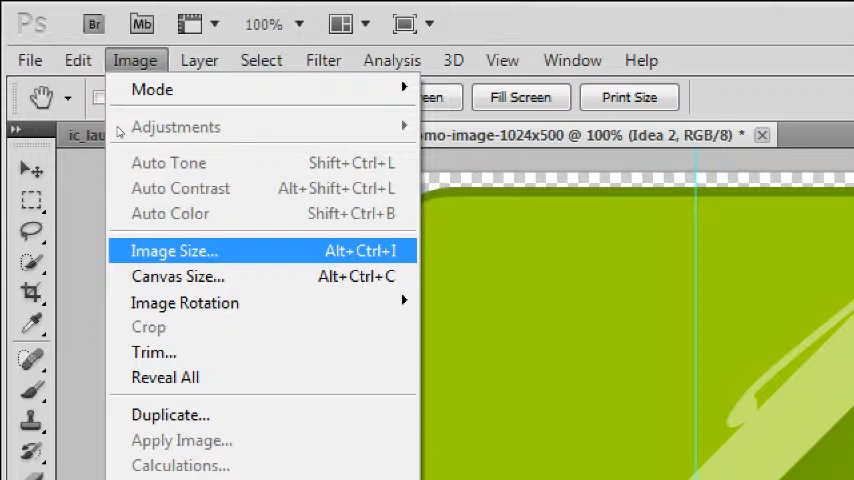 Ps Br Mb 100%
File Edit Image Layer Select Filter Analysis 3D View Window Help
Mode
een Fill Screen Print Size
Adjustments
ic_lau
omo-image-1024x500 @ 100% (Idea 2, RGB/8) *
Auto Tone Shift+Ctrl+L
Auto Contrast Alt+Shift+Ctrl+L
Auto Color Shift+Ctrl+B
Image Size... Alt+Ctrl+I
Canvas Size... Alt+Ctrl+C
Image Rotation
Crop
Trim...
Reveal All
Duplicate...
Apply Image...
Calculations...